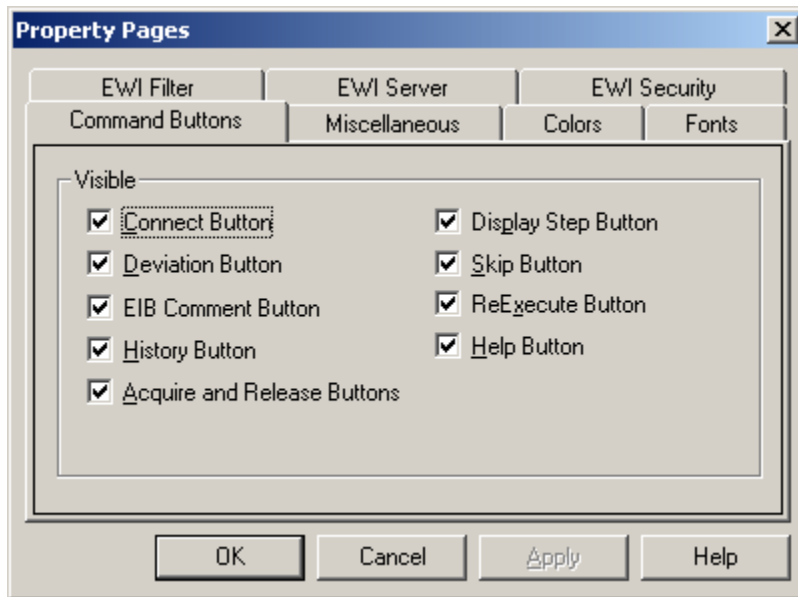 Property Pages
EWI Filter EWI Server EWI Security
Command Buttons Miscellaneous Colors Fonts
Visible
Connect Button Display Step Button
Deviation Button Skip Button
EIB Comment Button ReExecute Button
History Button Help Button
Acquire and Release Buttons
OK Cancel Apply Help